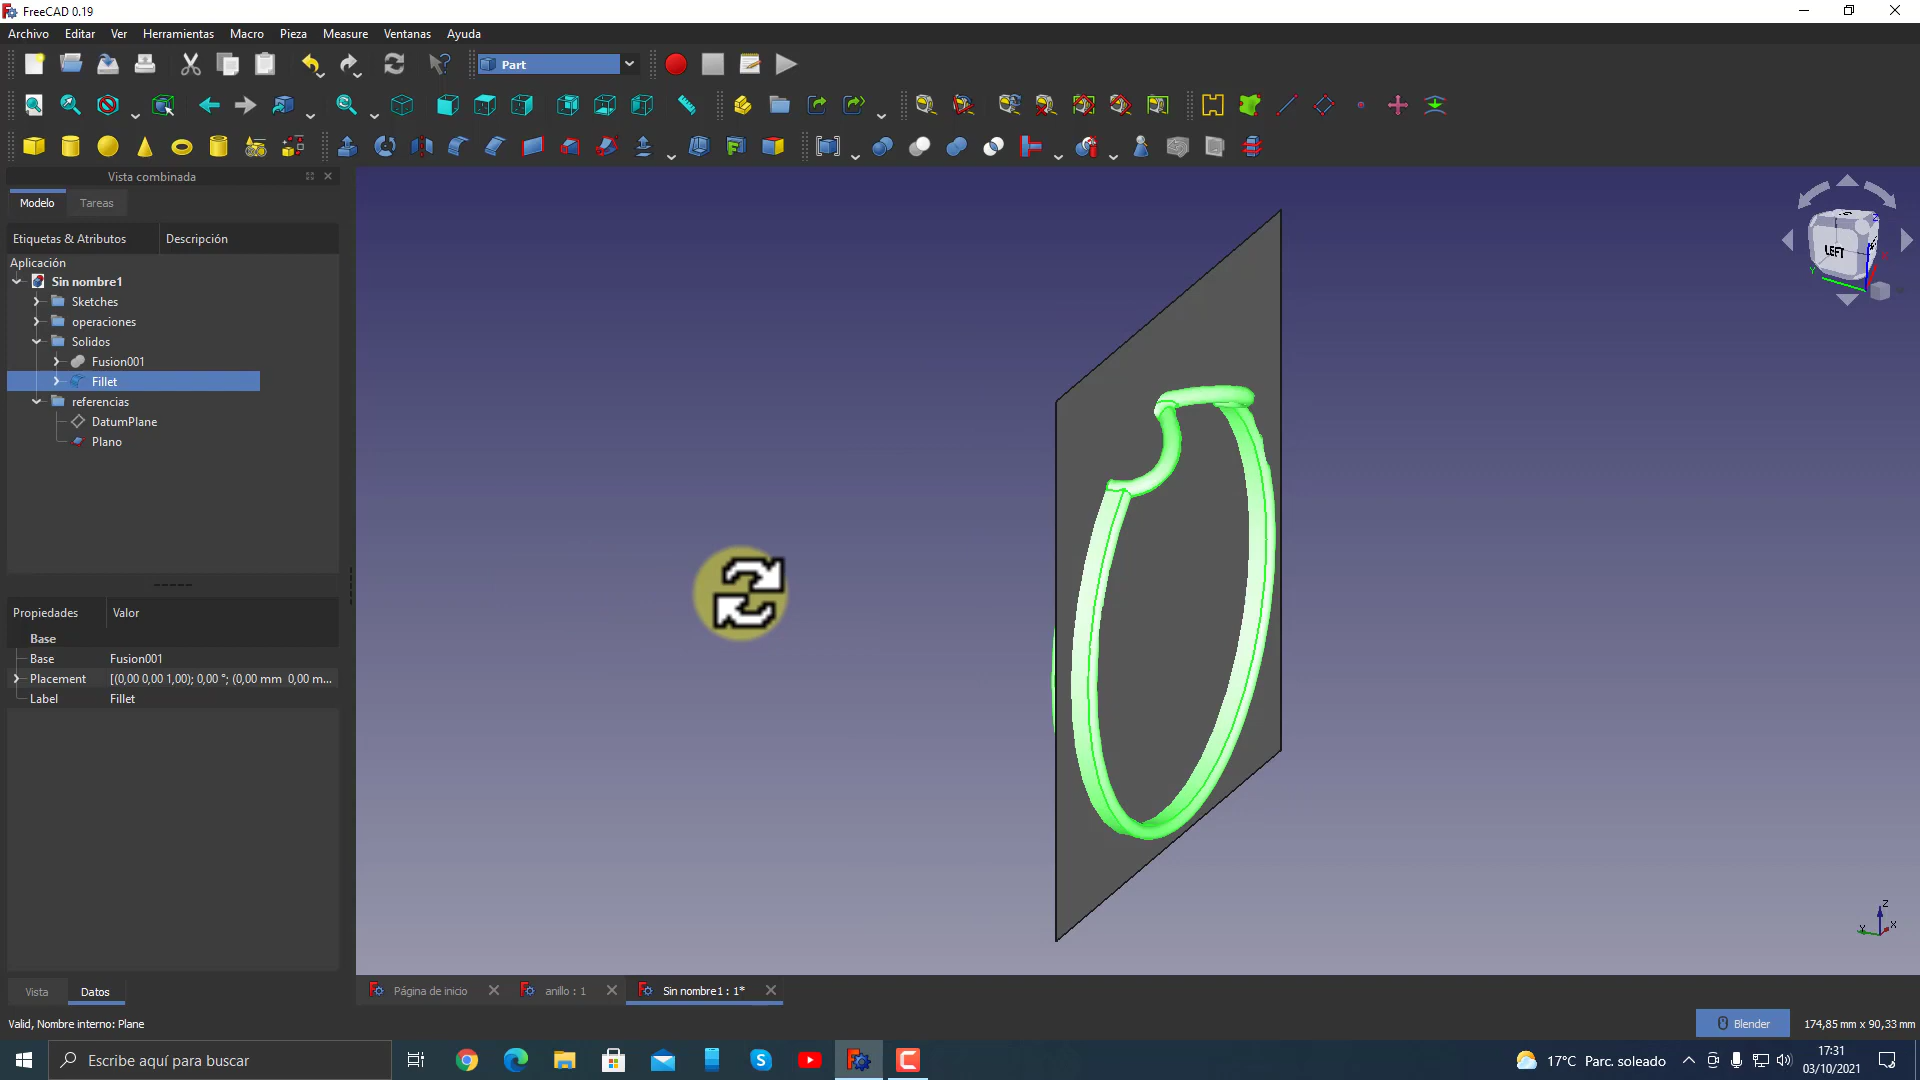 FreeCAD 0.19
Archivo Editar Ver Herramientas Macro Pieza Measure Ventanas Ayuda
Part
Vista combinada
Modelo Tareas
Etiquetas & Atributos Descripción
Aplicación
Sin nombre1
Sketches
operaciones
Solidos
Fusion001
Fillet
referencias
DatumPlane
Plano
Propiedades Valor
Base
Base Fusion001
Placement [(0,00 0,00 1,00); 0,00 °; (0,00 mm 0,00 m...
Label Fillet
Vista Datos
LEFT
Z
Y
Z
X
Y
Página de inicio anillo : 1 Sin nombre1 : 1*
Valid, Nombre interno: Plane
Blender 174,85 mm x 90,33 mm
Escribe aquí para buscar
17°C Parc. soleado
17:31
03/10/2021